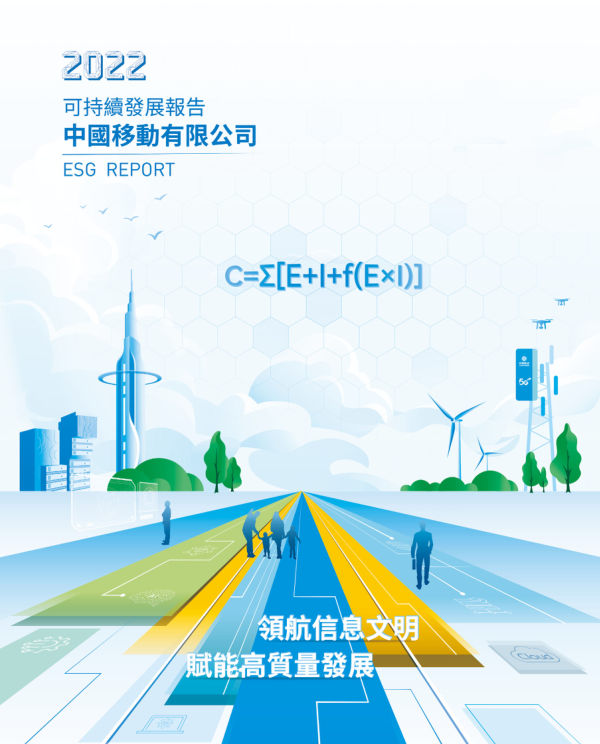 2022
可持續發展報告
中國移動有限公司
ESG REPORT
C=Σ[E+I+f(E×I)]
5G
領航信息文明
賦能高質量發展
Cloud